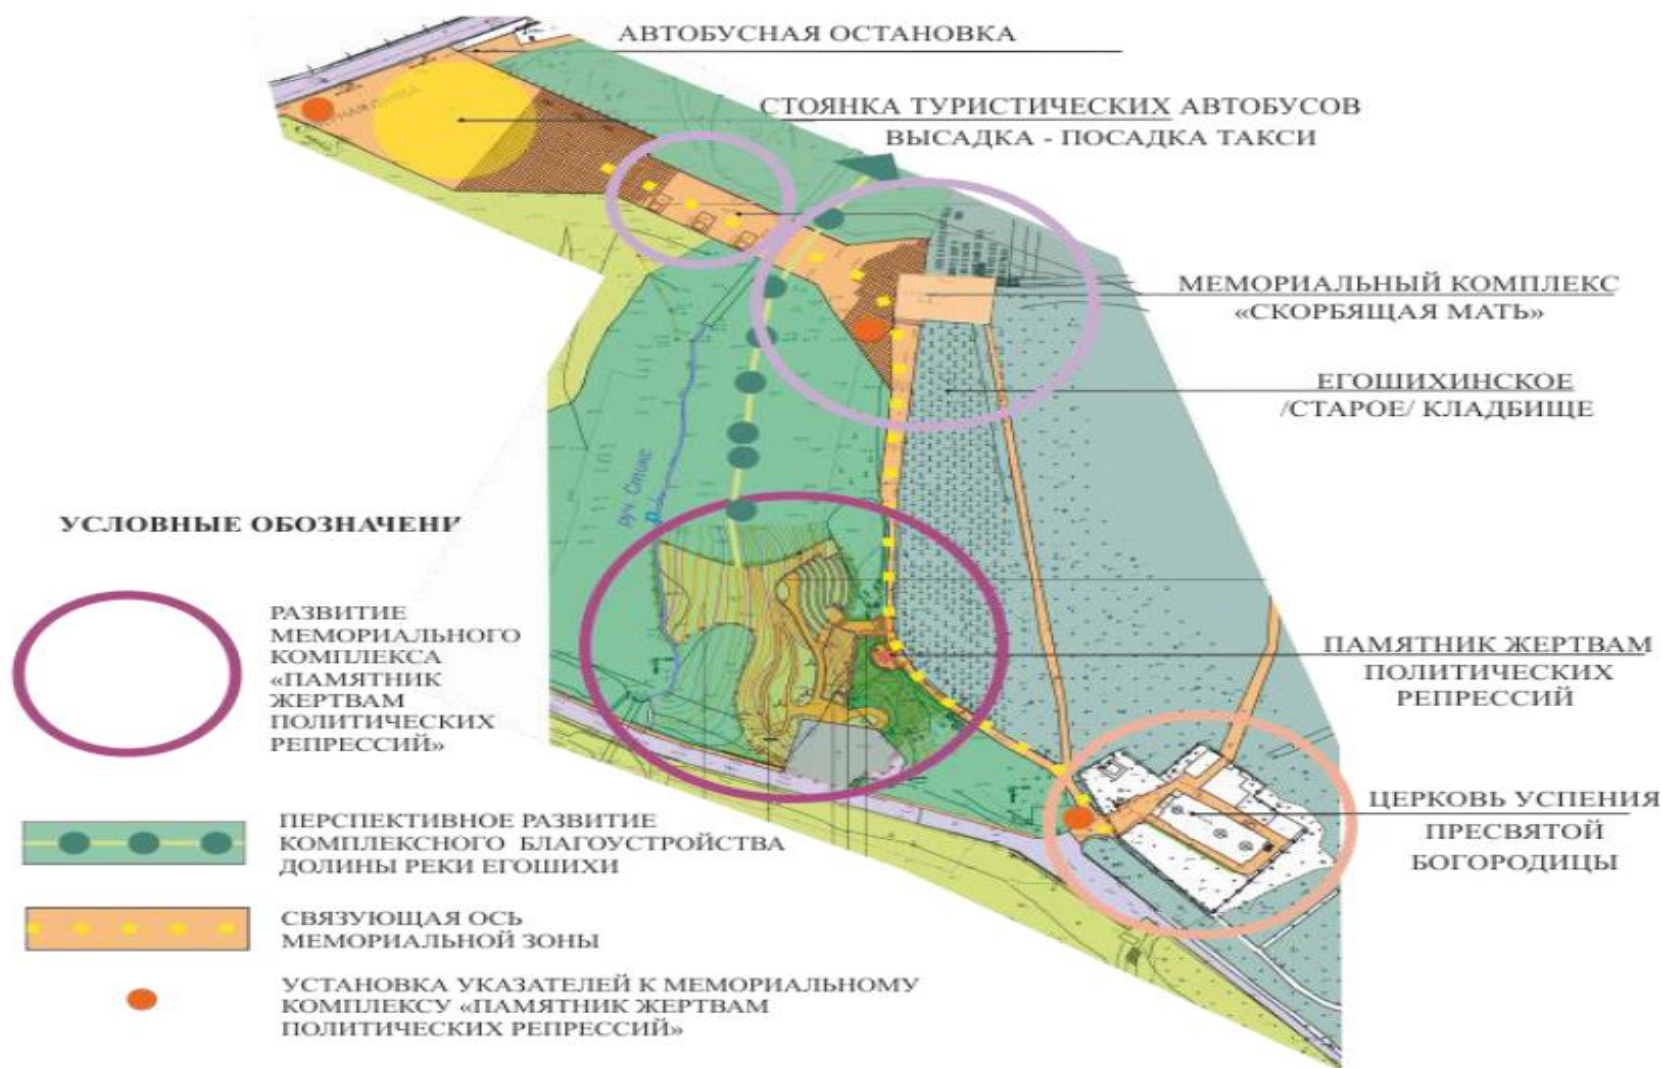 АВТОБУСНАЯ ОСТАНОВКА
СТОЯНКА ТУРИСТИЧЕСКИХ АВТОБУСОВ
ВЫСАДКА - ПОСАДКА ТАКСИ
МЕМОРИАЛЬНЫЙ КОМПЛЕКС
«СКОРБЯЩАЯ МАТЬ»
ЕГОШИХИНСКОЕ
/СТАРОЕ/ КЛАДБИЩЕ
руч. Стикс
р.
УСЛОВНЫЕ ОБОЗНАЧЕНИ
РАЗВИТИЕ
МЕМОРИАЛЬНОГО
КОМПЛЕКСА
«ПАМЯТНИК
ЖЕРТВАМ
ПОЛИТИЧЕСКИХ
РЕПРЕССИЙ»
ПАМЯТНИК ЖЕРТВАМ
ПОЛИТИЧЕСКИХ
РЕПРЕССИЙ
ЦЕРКОВЬ УСПЕНИЯ
ПРЕСВЯТОЙ
БОГОРОДИЦЫ
ПЕРСПЕКТИВНОЕ РАЗВИТИЕ
КОМПЛЕКСНОГО БЛАГОУСТРОЙСТВА
ДОЛИНЫ РЕКИ ЕГОШИХИ
СВЯЗУЮЩАЯ ОСЬ
МЕМОРИАЛЬНОЙ ЗОНЫ
УСТАНОВКА УКАЗАТЕЛЕЙ К МЕМОРИАЛЬНОМУ
КОМПЛЕКСУ «ПАМЯТНИК ЖЕРТВАМ
ПОЛИТИЧЕСКИХ РЕПРЕССИЙ»